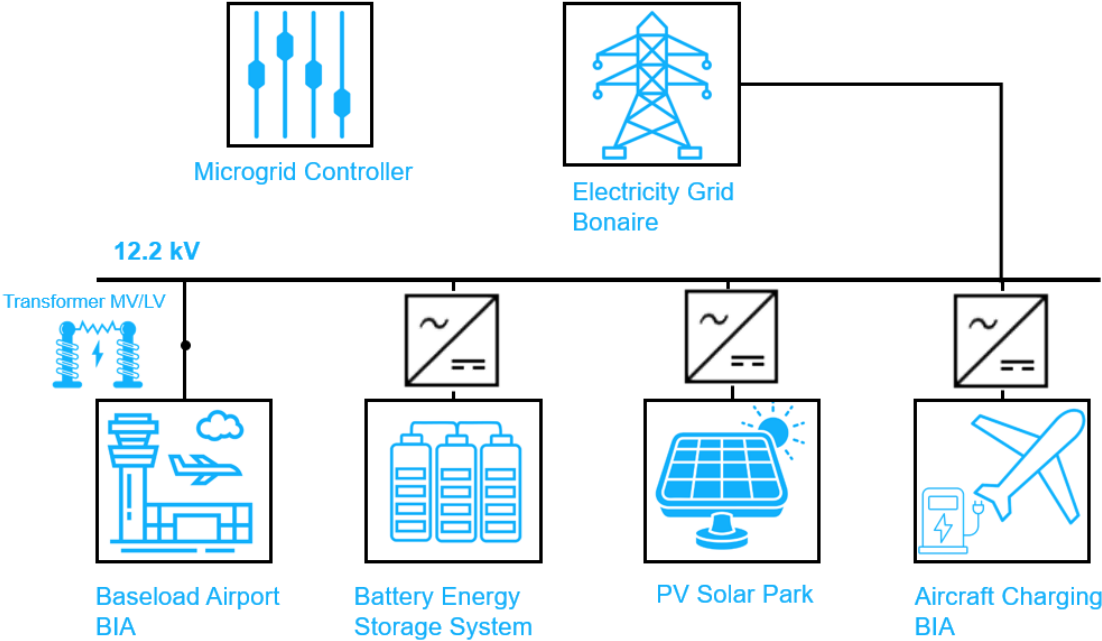 Microgrid Controller
Electricity Grid
Bonaire
12.2 kV
Transformer MV/LV
Baseload Airport
BIA
Battery Energy
Storage System
PV Solar Park
Aircraft Charging
BIA